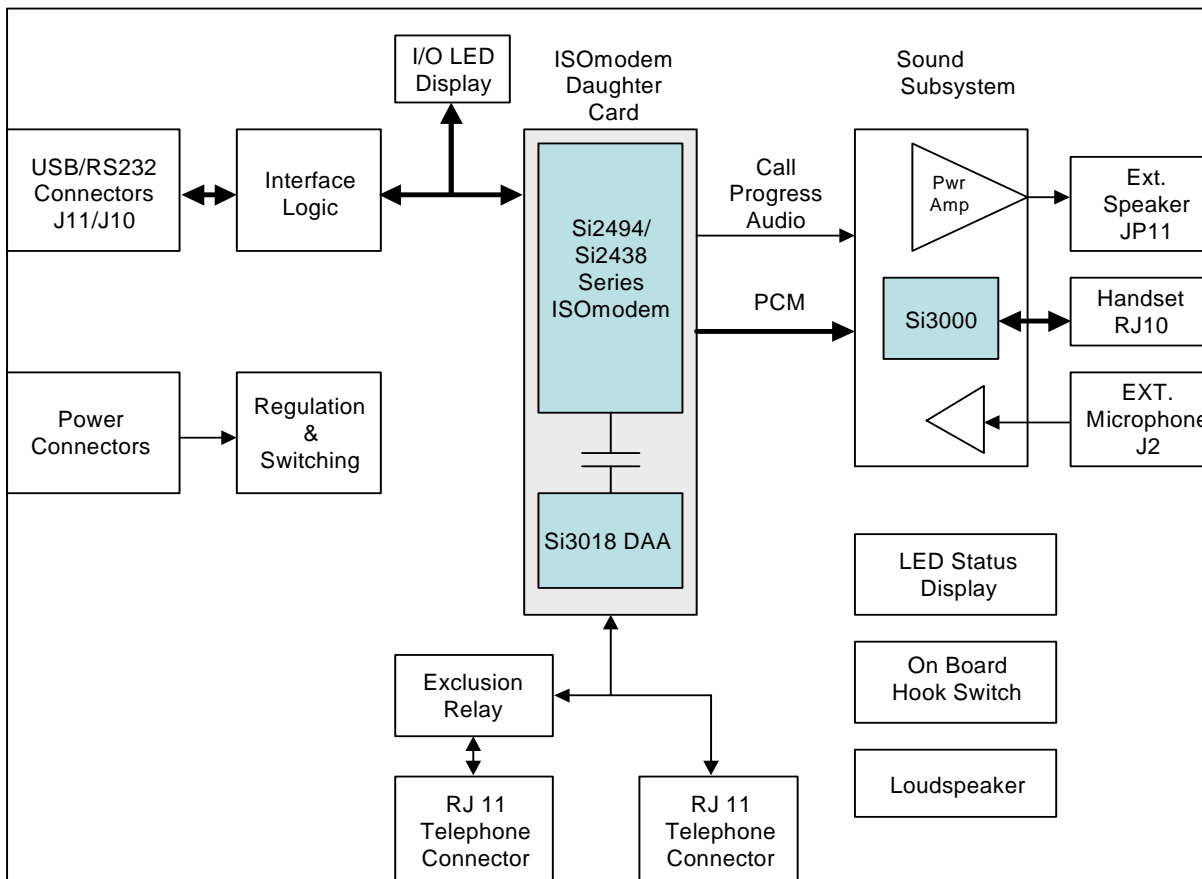 I/O LED
Display
ISOmodem
Daughter
Card
Sound
Subsystem
USB/RS232
Connectors
J11/J10
Interface
Logic
Si2494/
Si2438
Series
ISOmodem
Call
Progress
Audio
Pwr
Amp
Ext.
Speaker
JP11
PCM
Si3000
Handset
RJ10
Power
Connectors
Regulation
&
Switching
EXT.
Microphone
J2
Si3018 DAA
LED Status
Display
Exclusion
Relay
On Board
Hook Switch
RJ 11
Telephone
Connector
RJ 11
Telephone
Connector
Loudspeaker